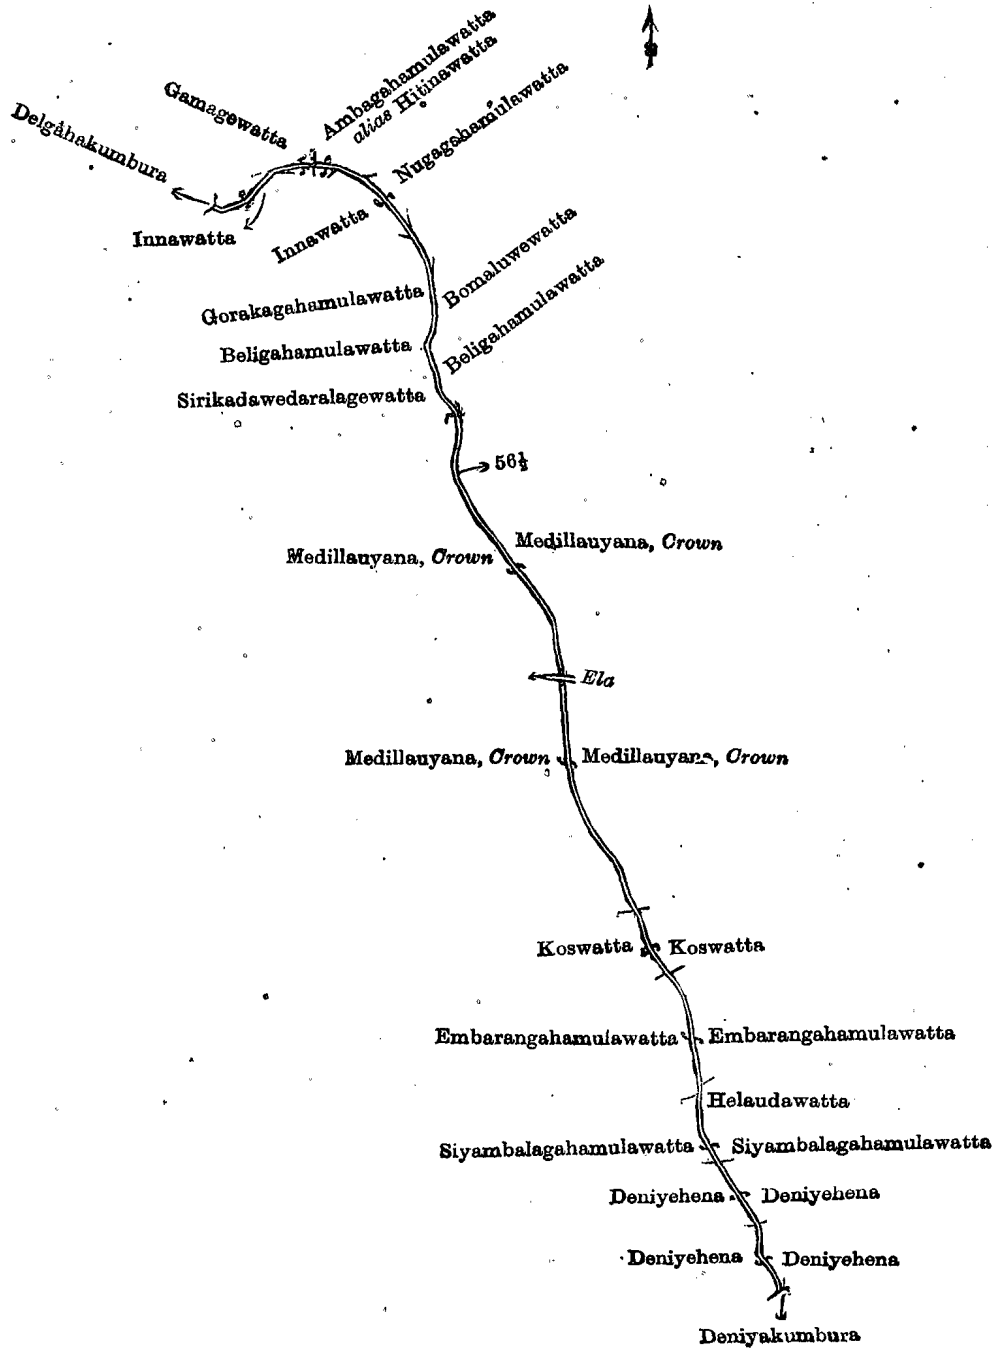 Ambagahamulawatta
alias Hitinawatta
Gamagewatta
Nugagahamulawatta
Delgahakumbura
Innawatta
Innawatta
Bomaluwewatta
Gorakagahamulawatta
Beligahamulawatta
Beligahamulawatta
Sirikadawedaralagewatta
56½
Medillauyana, Crown
Medillauyana, Crown
Ela
Medillauyana, Crown
Medillauyana, Crown
Koswatta
Koswatta
Embarangahamulawatta
Embarangahamulawatta
Helaudawatta
Siyambalagahamulawatta
Siyambalagahamulawatta
Deniyehena
Deniyehena
Deniyehena
Deniyehena
Deniyakumbura